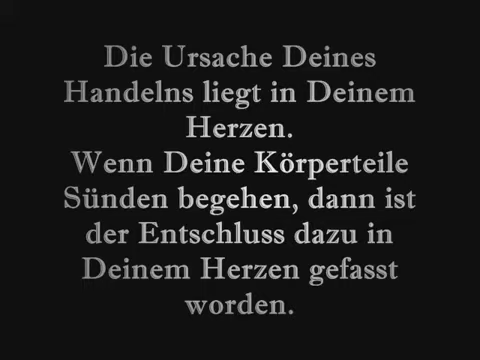 Die Ursache Deines
Handelns liegt in Deinem
Herzen.
Wenn Deine Körperteile
Sünden begehen, dann ist
der Entschluss dazu in
Deinem Herzen gefasst
worden.